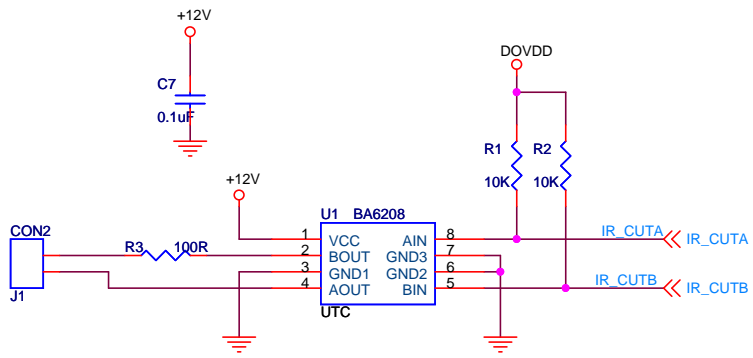 +12V
C7
0.1uF
DOVDD
R1
R2
10K
10K
+12V
U1 BA6208
CON2
R3 100R
J1
1 VCC AIN 8
2 BOUT GND3 7
3 GND1 GND2 6
4 AOUT BIN 5
UTC
IR_CUTA IR_CUTA
IR_CUTB IR_CUTB